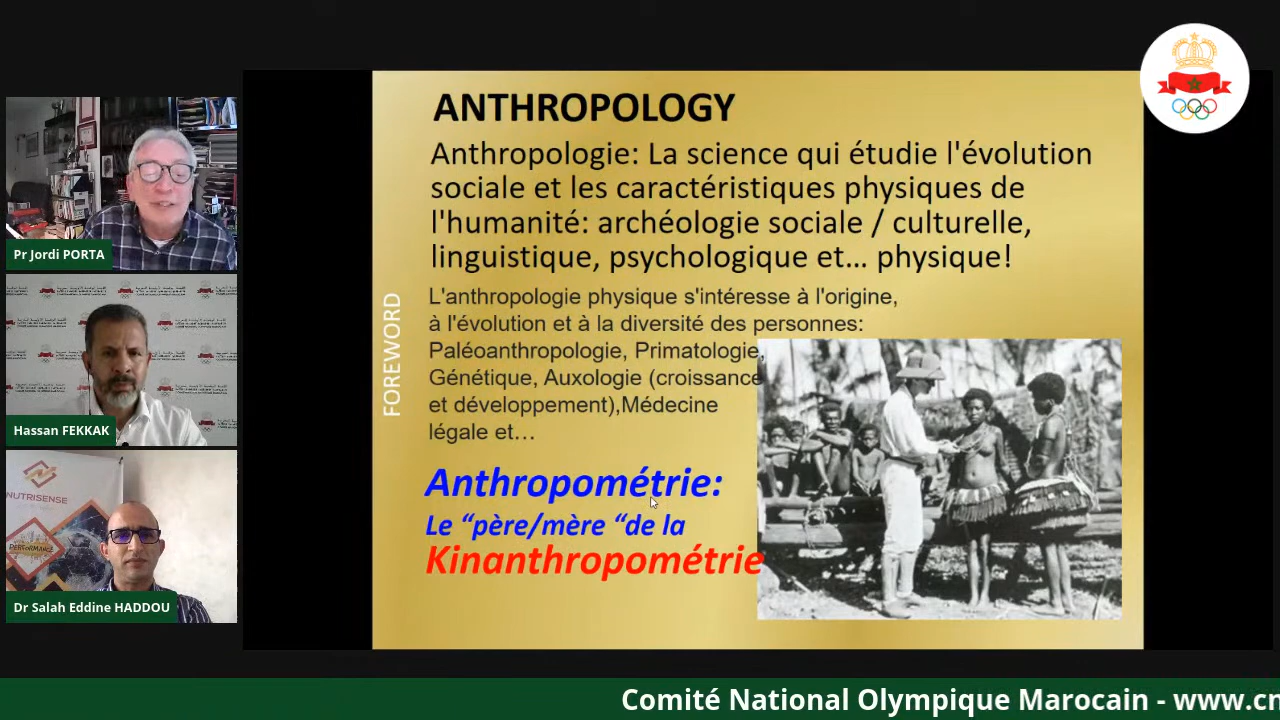 ANTHROPOLOGY
Anthropologie: La science qui étudie l'évolution
sociale et les caractéristiques physiques de
l'humanité: archéologie sociale / culturelle,
linguistique, psychologique et... physique!
L'anthropologie physique s'intéresse à l'origine,
à l'évolution et à la diversité des personnes:
Paléoanthropologie, Primatologie,
Génétique, Auxologie (croissance
et développement),Médecine
légale et...
FOREWORD
Anthropométrie:
Le “père/mère “de la
Kinanthropométrie
Pr Jordi PORTA
Hassan FEKKAK
NUTRISENSE
PERFORMANCE
Dr Salah Eddine HADDOU
Comité National Olympique Marocain - www.cn